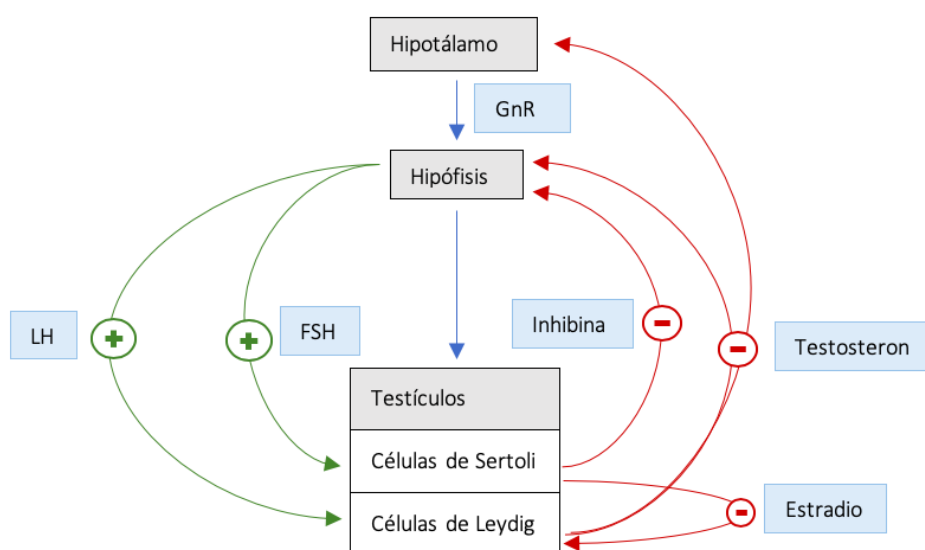 Hipotálamo
GnR
Hipófisis
LH
FSH
Inhibina
Testosteron
Testículos
Células de Sertoli
Células de Leydig
Estradio